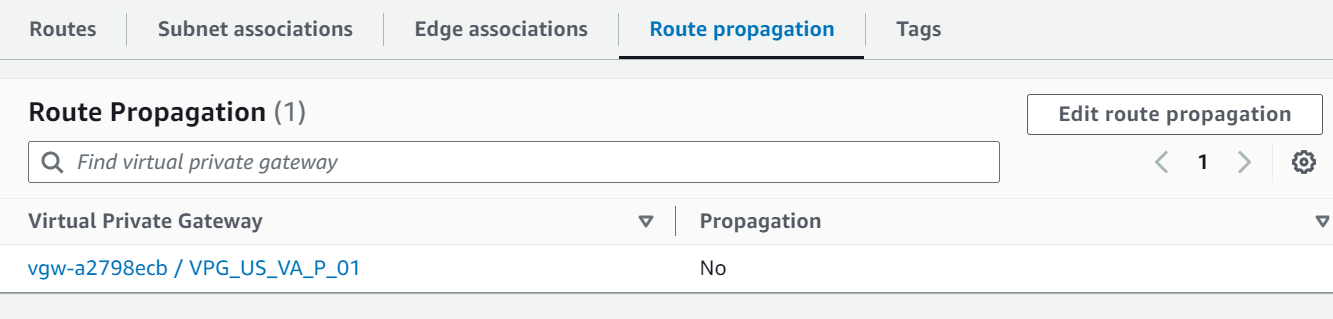 Routes Subnet associations Edge associations Route propagation Tags
Route Propagation (1) Edit route propagation
Find virtual private gateway 1
Virtual Private Gateway Propagation
vgw-a2798ecb / VPG_US_VA_P_01 No